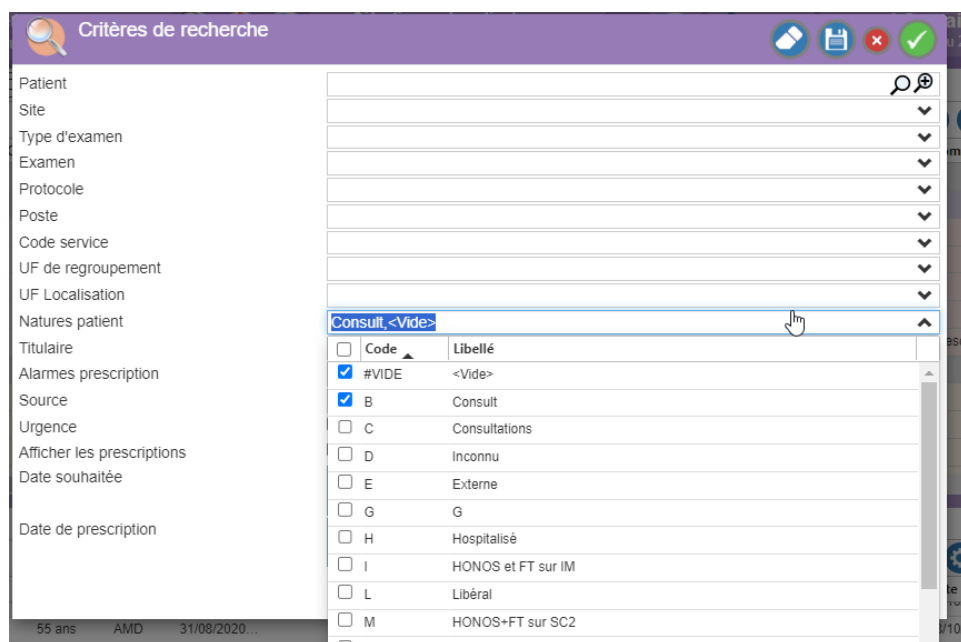 Critères de recherche
Patient
Site
Type d'examen
Examen
Protocole
Poste
Code service
UF de regroupement
UF Localisation
Natures patient Consult,<Vide>
Titulaire
Alarmes prescription
Source
Urgence
Afficher les prescriptions
Date souhaitée
Date de prescription
Code Libellé
#VIDE <Vide>
B Consult
C Consultations
D Inconnu
E Externe
G G
H Hospitalisé
I HONOS et FT sur IM
L Libéral
M HONOS+FT sur SC2
55 ans AMD 31/08/2020...